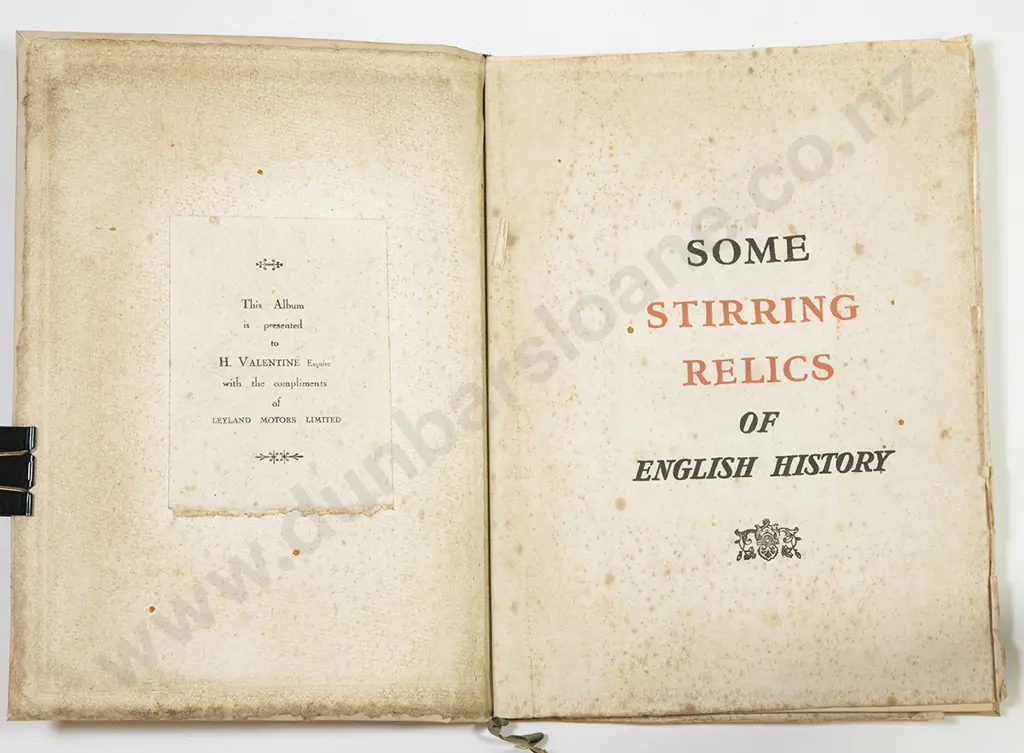 This Album
is presented
to
H. VALENTINE Esquire
with the compliments
of
LEYLAND MOTORS LIMITED
SOME
STIRRING
RELICS
OF
ENGLISH HISTORY
www.dunbarsloane.co.nz